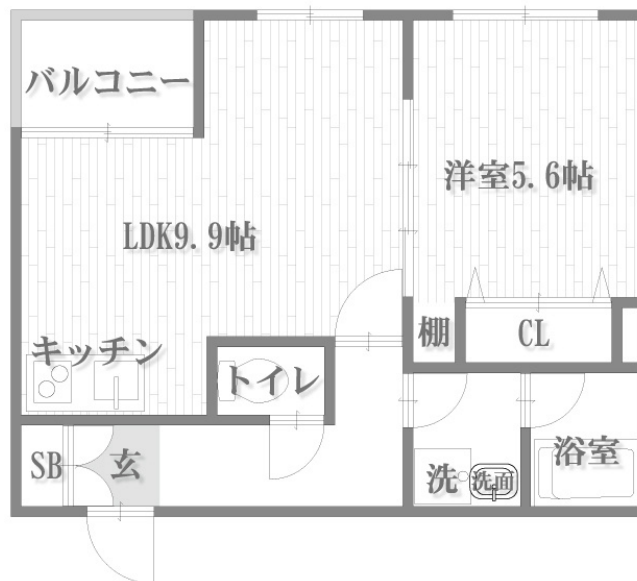 バルコニー
洋室5.6帖
LDK9.9帖
棚
CL
キッチン
トイレ
SB
玄
洗
洗面
浴室